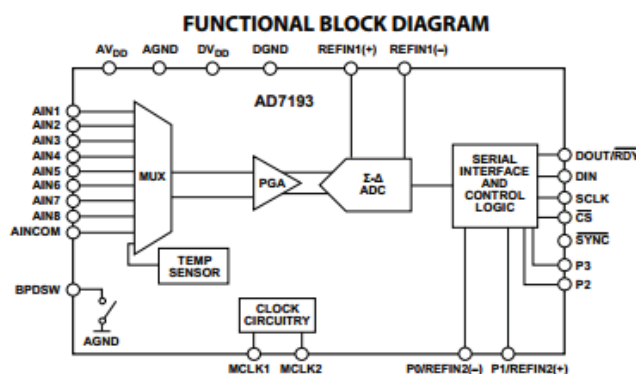 FUNCTIONAL BLOCK DIAGRAM
AVDD AGND DVDD DGND REFIN1(+) REFIN1(–)
AD7193
AIN1
AIN2
AIN3
AIN4
AIN5
AIN6
AIN7
AIN8
AINCOM
MUX
PGA
Σ-Δ
ADC
SERIAL
INTERFACE
AND
CONTROL
LOGIC
DOUT/RDY
DIN
SCLK
CS
SYNC
P3
P2
TEMP
SENSOR
BPDSW
AGND
CLOCK
CIRCUITRY
MCLK1 MCLK2 P0/REFIN2(–) P1/REFIN2(+)